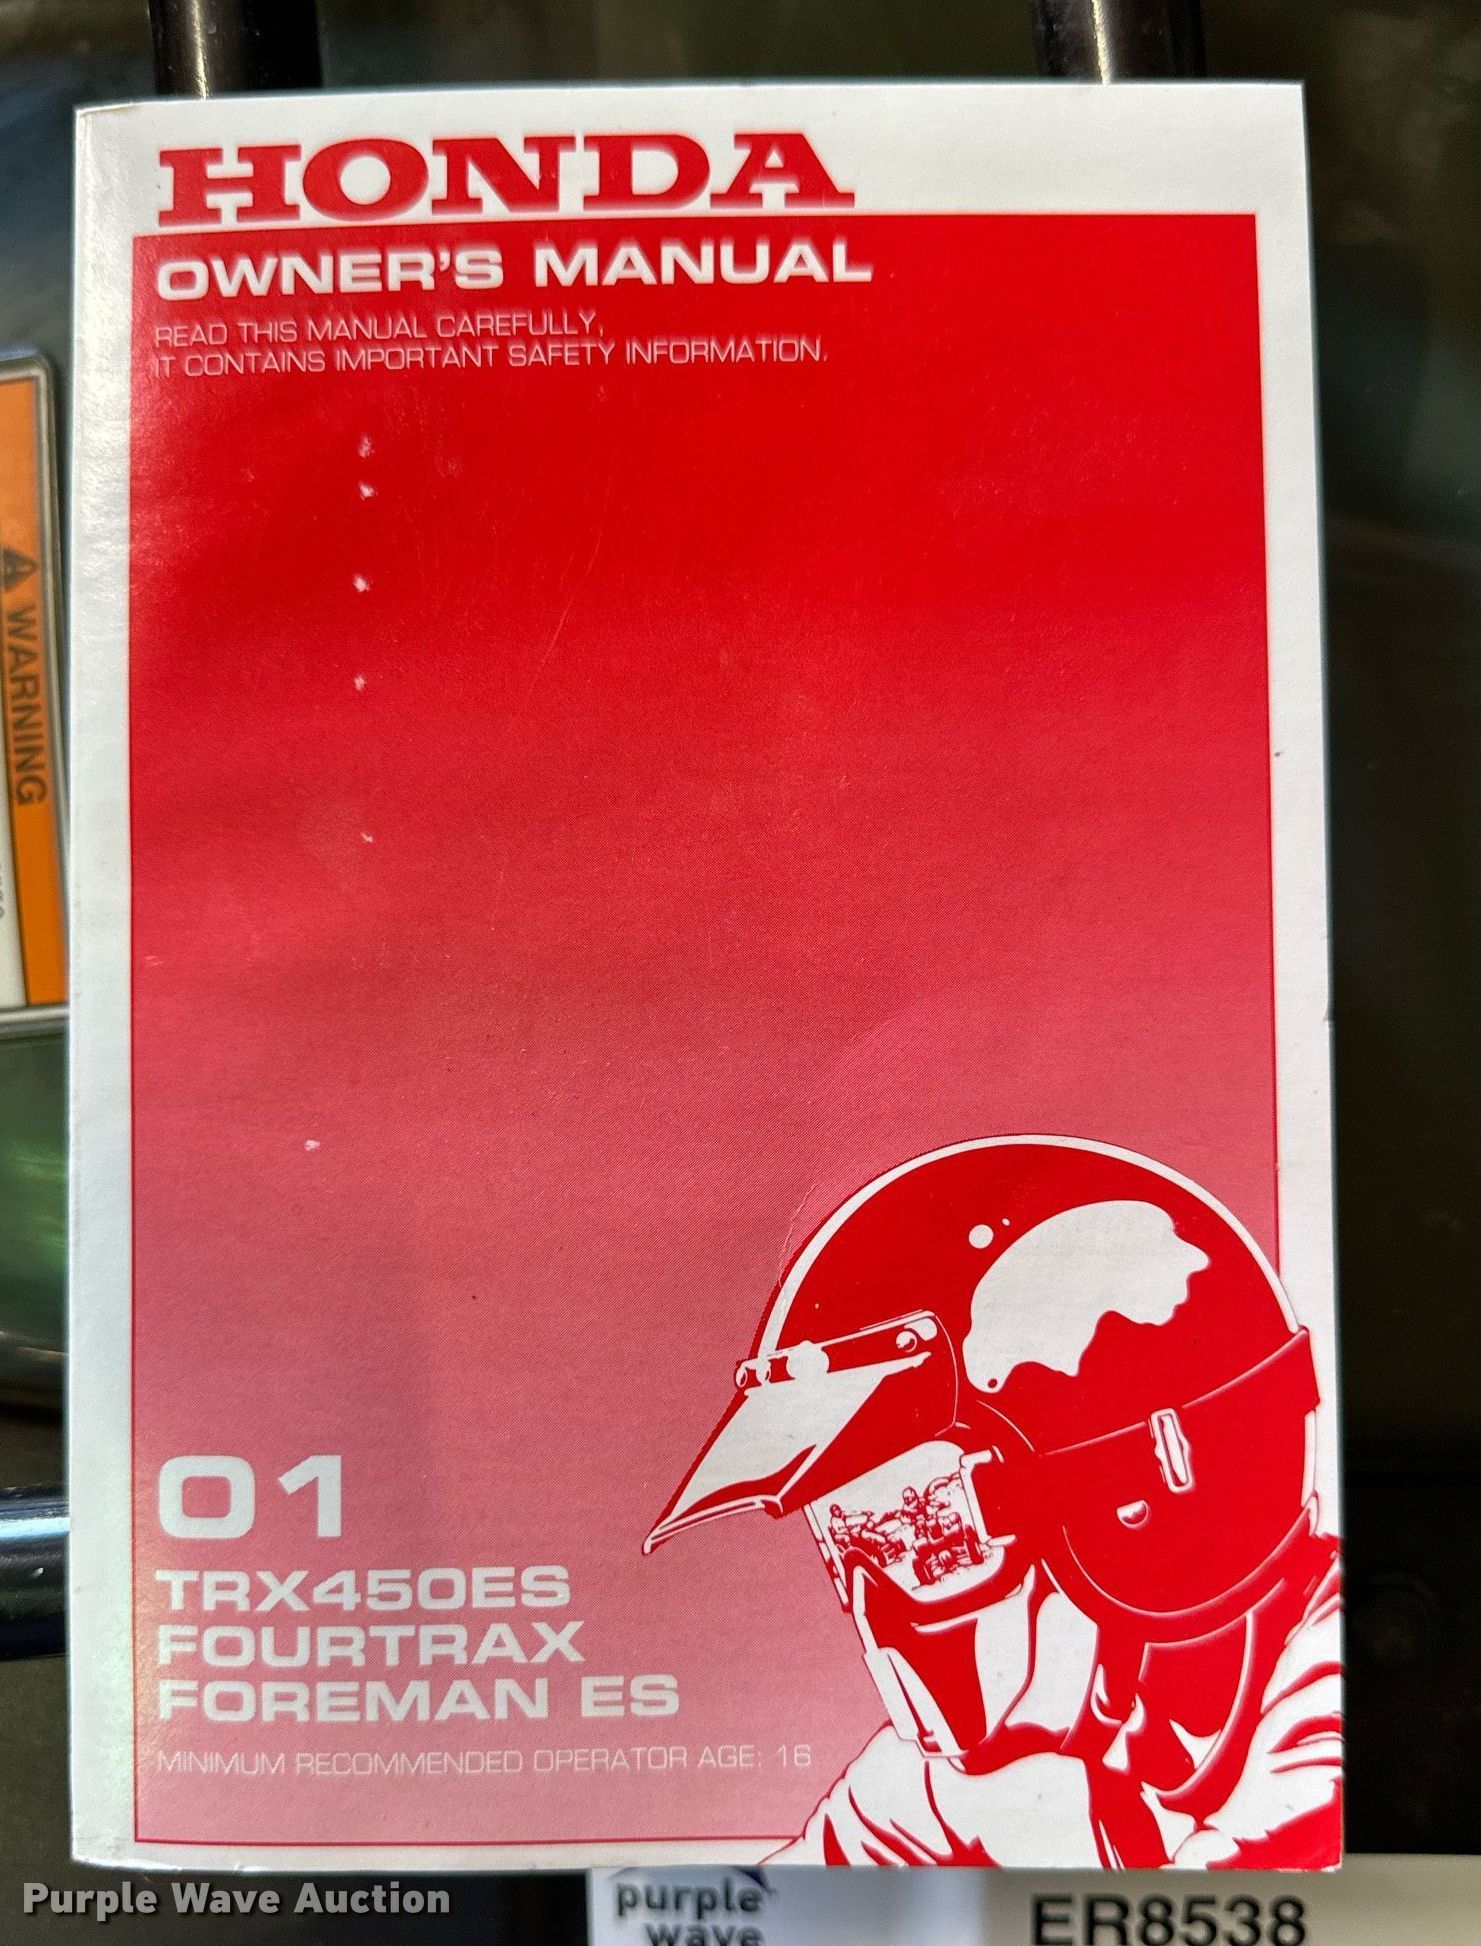 HONDA
OWNER'S MANUAL
READ THIS MANUAL CAREFULLY,
IT CONTAINS IMPORTANT SAFETY INFORMATION.
WARNING
01
TRX450ES
FOURTRAX
FOREMAN ES
MINIMUM RECOMMENDED OPERATOR AGE: 16
Purple Wave Auction
purple
wave
ER8538